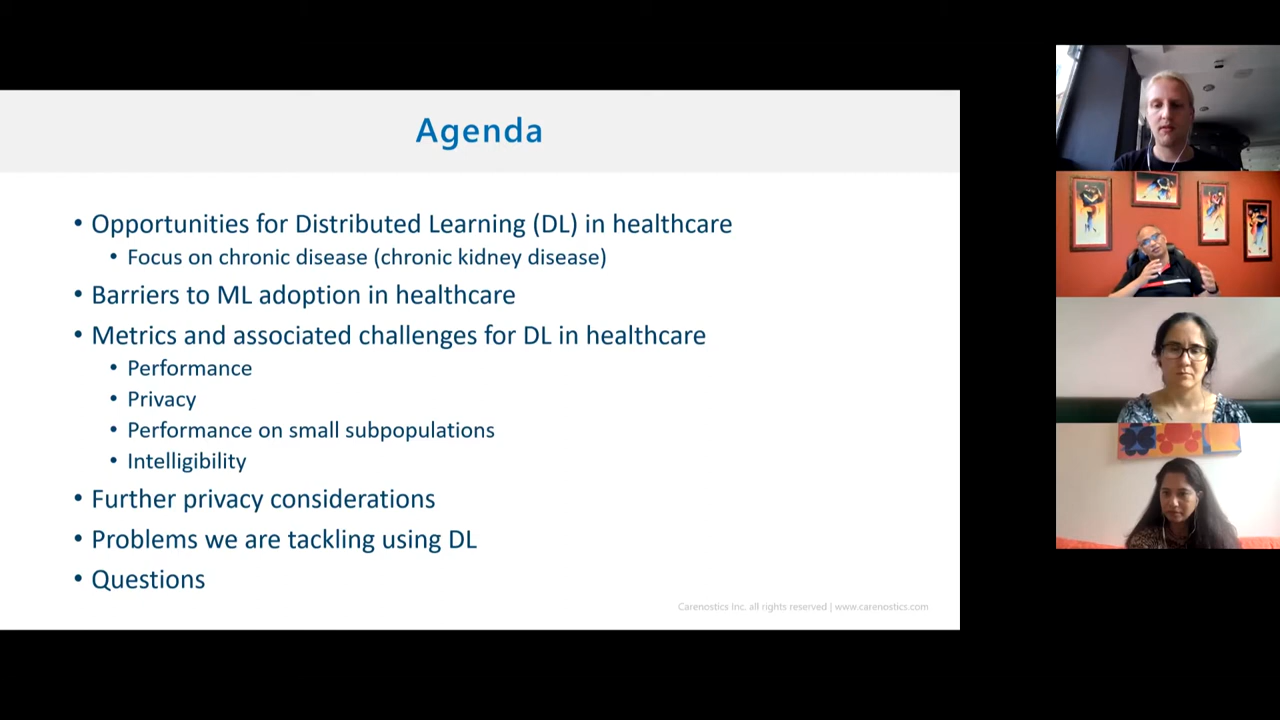 Agenda
• Opportunities for Distributed Learning (DL) in healthcare
• Focus on chronic disease (chronic kidney disease)
• Barriers to ML adoption in healthcare
• Metrics and associated challenges for DL in healthcare
• Performance
• Privacy
• Performance on small subpopulations
• Intelligibility
• Further privacy considerations
• Problems we are tackling using DL
• Questions
Carenostics Inc. all rights reserved | www.carenostics.com